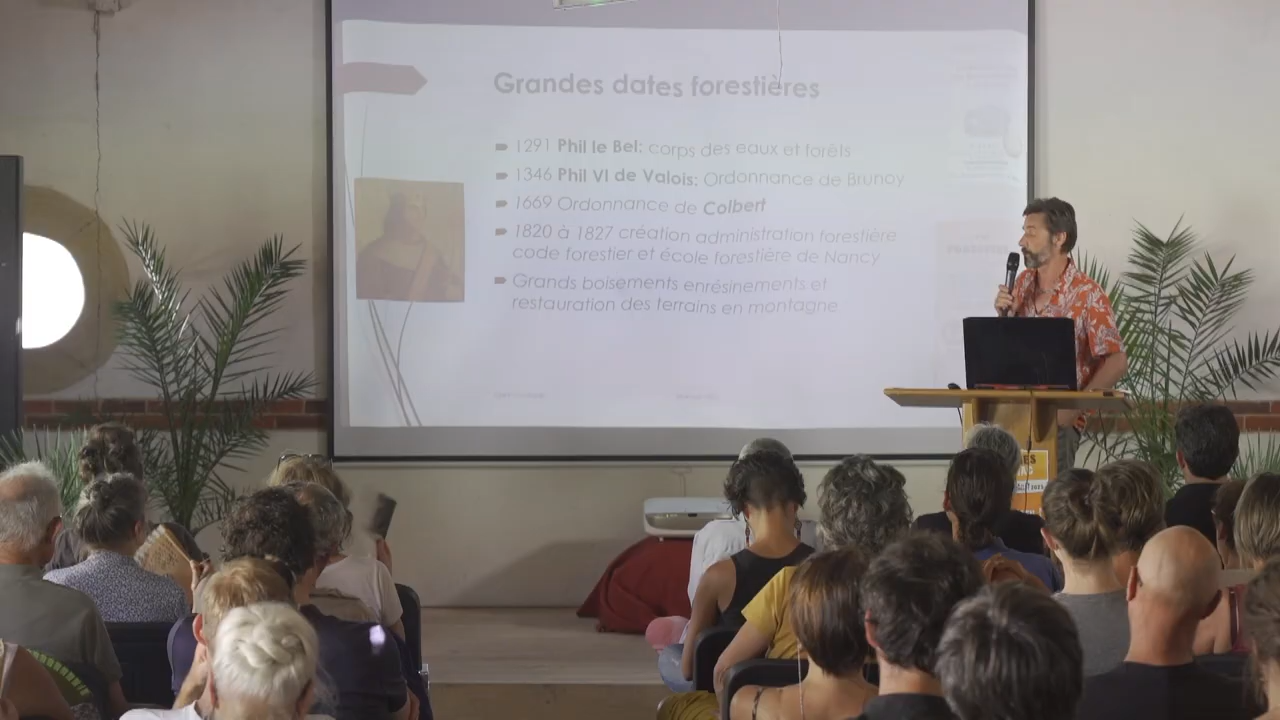 Grandes dates forestières
1291 Phil le Bel: corps des eaux et forêts
1346 Phil VI de Valois: Ordonnance de Brunoy
1669 Ordonnance de Colbert
1820 à 1827 création administration forestière
code forestier et école forestière de Nancy
Grands boisements enrésinements et
restauration des terrains en montagne